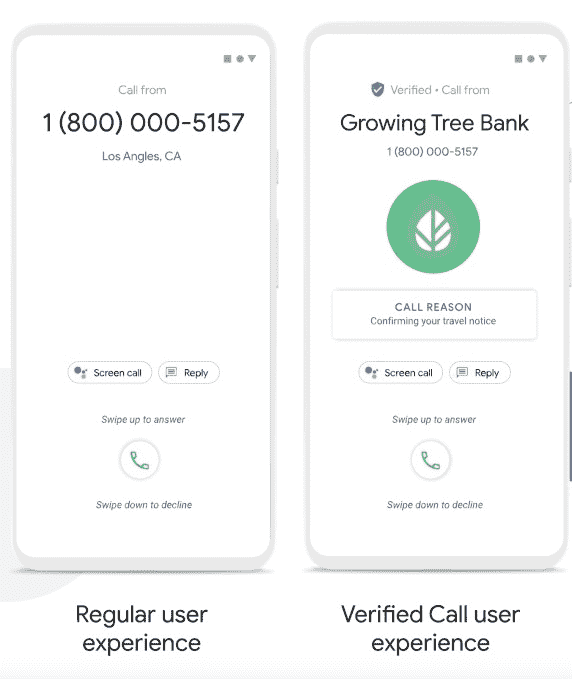 Call from
1 (800) 000-5157
Los Angles, CA
Screen call
Reply
Swipe up to answer
Swipe down to decline
Regular user
experience
Verified • Call from
Growing Tree Bank
1 (800) 000-5157
CALL REASON
Confirming your travel notice
Screen call
Reply
Swipe up to answer
Swipe down to decline
Verified Call user
experience